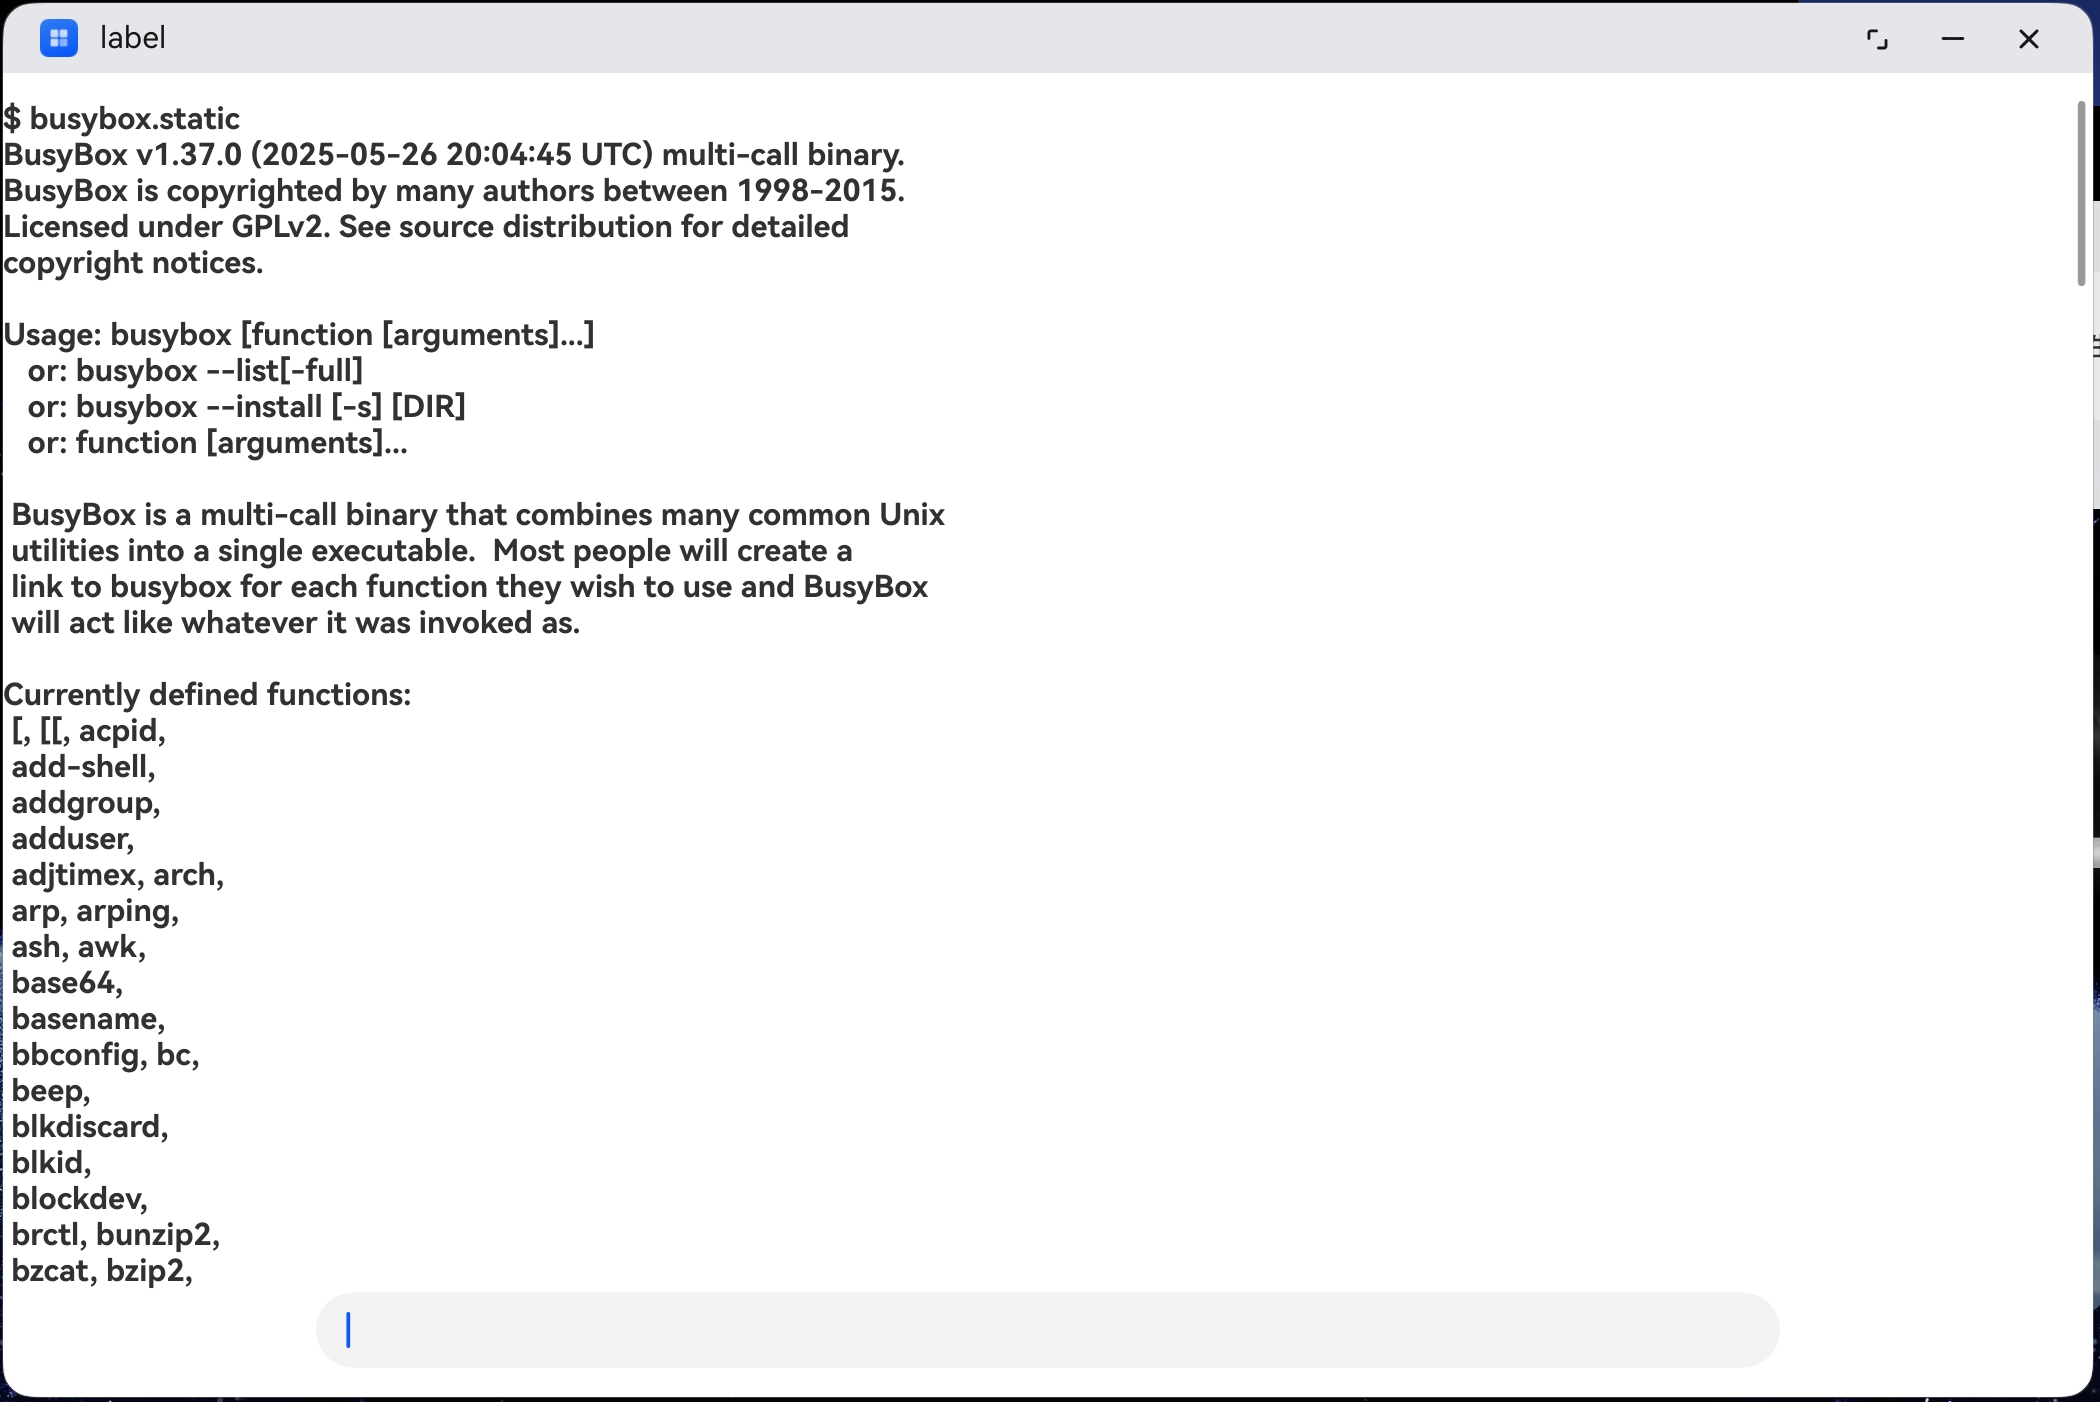 label
$ busybox.static
BusyBox v1.37.0 (2025-05-26 20:04:45 UTC) multi-call binary.
BusyBox is copyrighted by many authors between 1998-2015.
Licensed under GPLv2. See source distribution for detailed
copyright notices.

Usage: busybox [function [arguments]...]
   or: busybox --list[-full]
   or: busybox --install [-s] [DIR]
   or: function [arguments]...

 BusyBox is a multi-call binary that combines many common Unix
 utilities into a single executable.  Most people will create a
 link to busybox for each function they wish to use and BusyBox
 will act like whatever it was invoked as.

Currently defined functions:
 [, [[, acpid,
 add-shell,
 addgroup,
 adduser,
 adjtimex, arch,
 arp, arping,
 ash, awk,
 base64,
 basename,
 bbconfig, bc,
 beep,
 blkdiscard,
 blkid,
 blockdev,
 brctl, bunzip2,
 bzcat, bzip2,